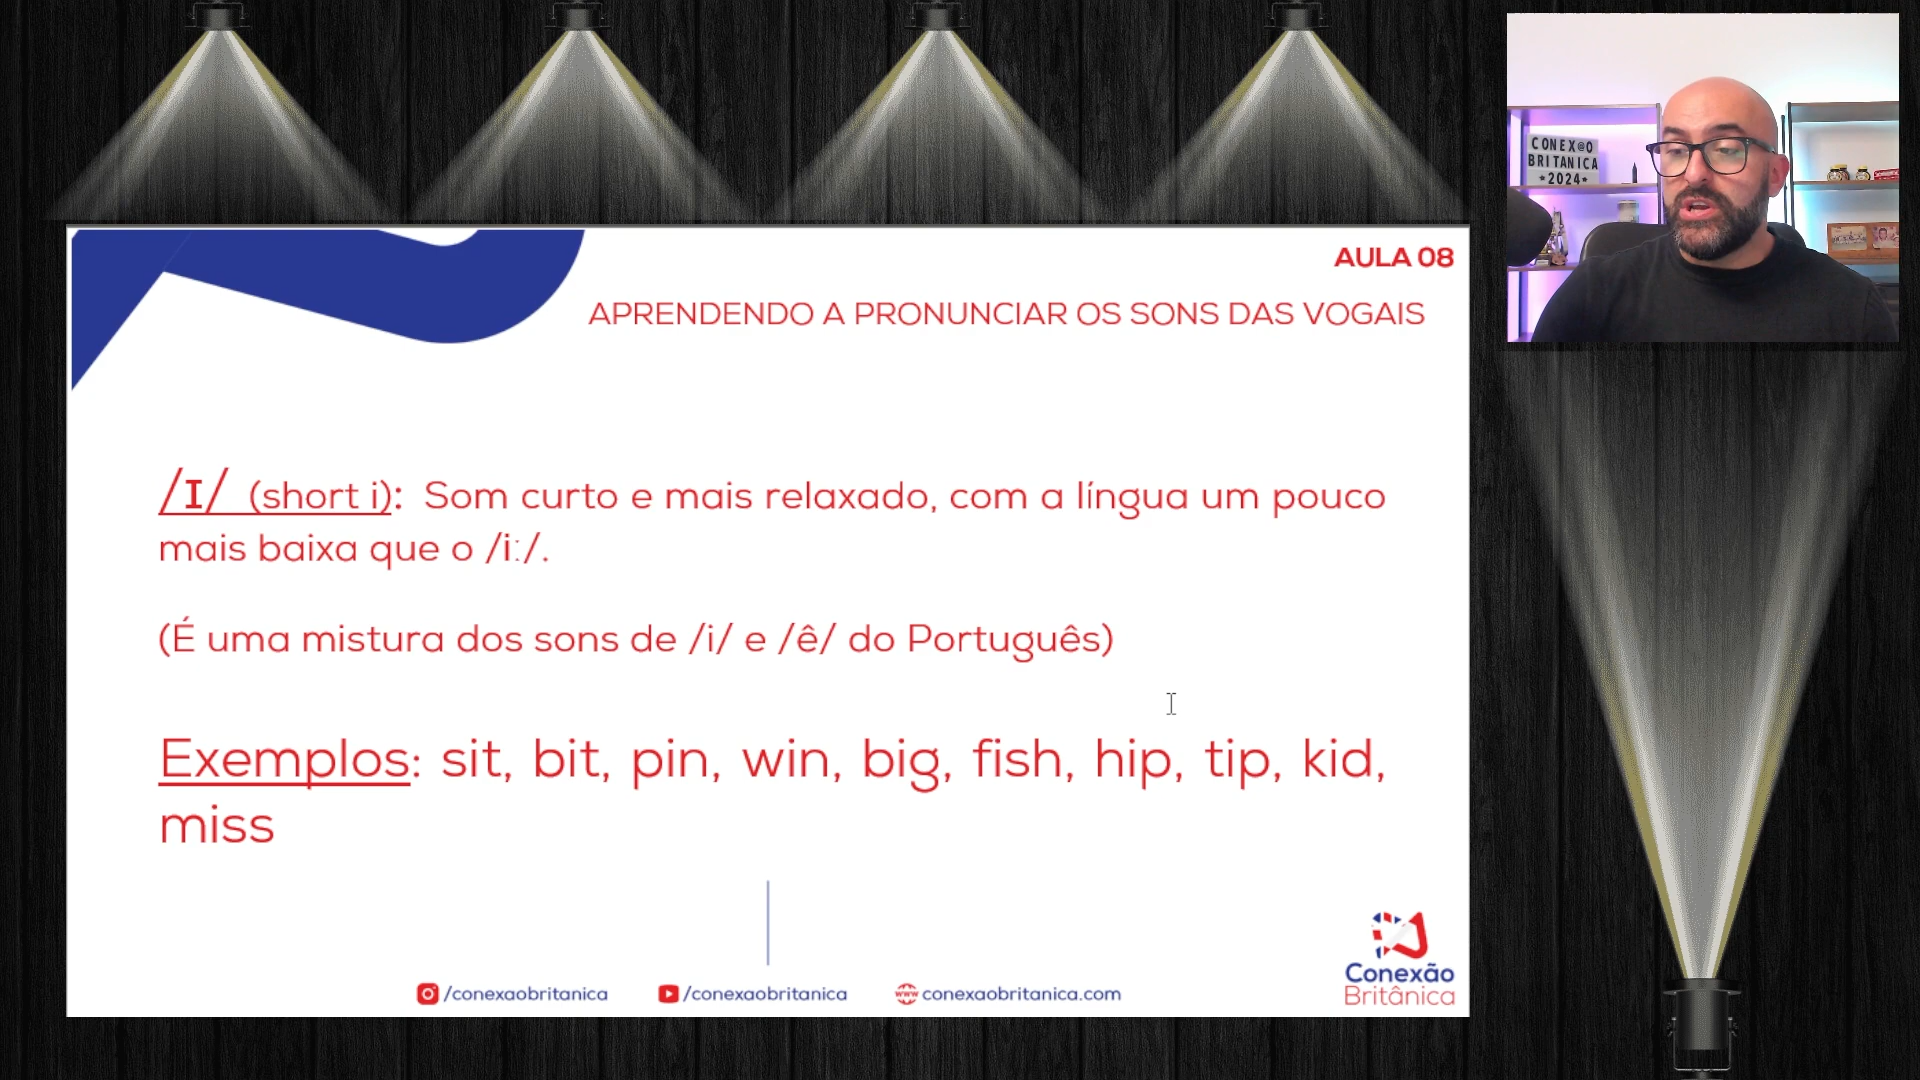 CONEX@O
BRITANICA
*2024*
AULA 08
APRENDENDO A PRONUNCIAR OS SONS DAS VOGAIS
/ɪ/ (short i): Som curto e mais relaxado, com a língua um pouco
mais baixa que o /i:/.
(É uma mistura dos sons de /i/ e /ê/ do Português)
Exemplos: sit, bit, pin, win, big, fish, hip, tip, kid,
miss
/conexaobritanica
/conexaobritanica
www conexaobritanica.com
Conexão
Britânica